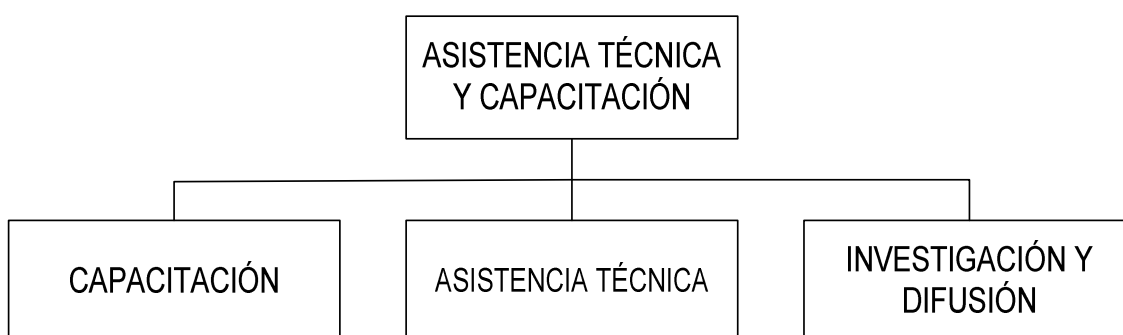 ASISTENCIA TÉCNICA
Y CAPACITACIÓN
CAPACITACIÓN
ASISTENCIA TÉCNICA
INVESTIGACIÓN Y
DIFUSIÓN